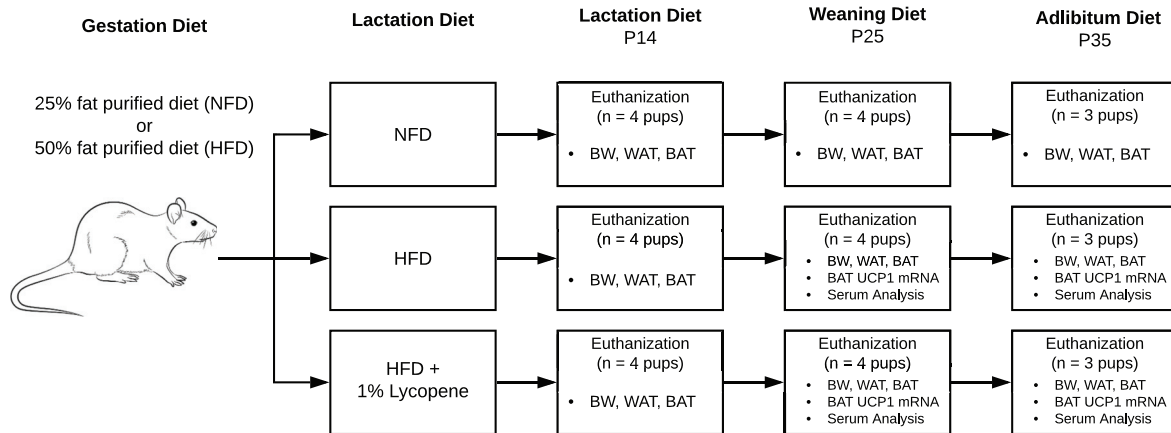 Gestation Diet
Lactation Diet
Lactation Diet
P14
Weaning Diet
P25
Adlibitum Diet
P35
25% fat purified diet (NFD)
or
50% fat purified diet (HFD)
NFD
Euthanization
(n = 4 pups)
• BW, WAT, BAT
Euthanization
(n = 4 pups)
• BW, WAT, BAT
Euthanization
(n = 3 pups)
• BW, WAT, BAT
HFD
Euthanization
(n = 4 pups)
• BW, WAT, BAT
Euthanization
(n = 4 pups)
• BW, WAT, BAT
• BAT UCP1 mRNA
• Serum Analysis
Euthanization
(n = 3 pups)
• BW, WAT, BAT
• BAT UCP1 mRNA
• Serum Analysis
HFD +
1% Lycopene
Euthanization
(n = 4 pups)
• BW, WAT, BAT
Euthanization
(n = 4 pups)
• BW, WAT, BAT
• BAT UCP1 mRNA
• Serum Analysis
Euthanization
(n = 3 pups)
• BW, WAT, BAT
• BAT UCP1 mRNA
• Serum Analysis